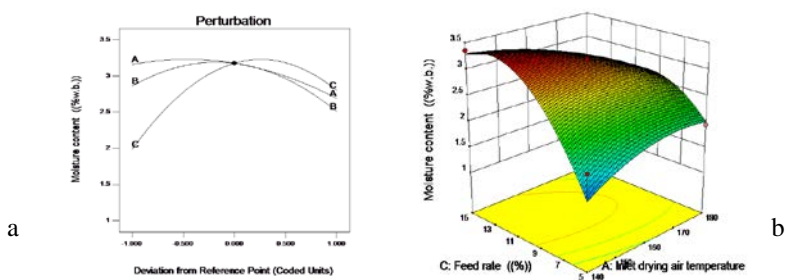 Perturbation
3.5
3
2.5
2
1.5
1
Moisture content ((%w.b.))
A
B
C
C
A
B
-1.000
-0.500
0.000
0.500
1.000
Deviation from Reference Point (Coded Units)
a
3.5
3
2.5
2
1.5
1
Moisture content ((%w.b.))
15
13
11
9
7
5
140
150
170
190
C: Feed rate ((%))
A: Inlet drying air temperature
b